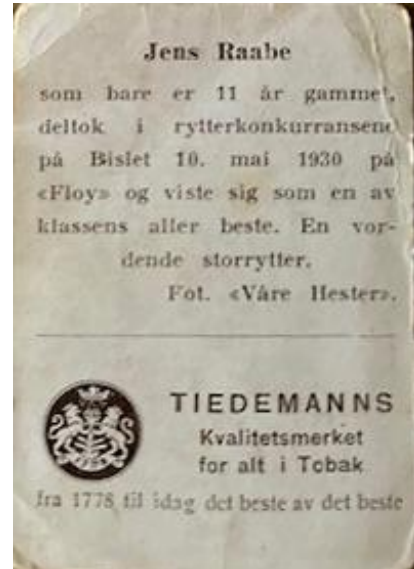 Jens Raabe
som bare er 11 år gammel,
deltok i rytterkonkurransene
på Bislet 10. mai 1930 på
«Floy» og viste sig som en av
klassens aller beste. En vor-
dende storrytter.
Fot. «Våre Hester».
TIEDEMANNS
Kvalitetsmerket
for alt i Tobak
fra 1778 til idag det beste av det beste